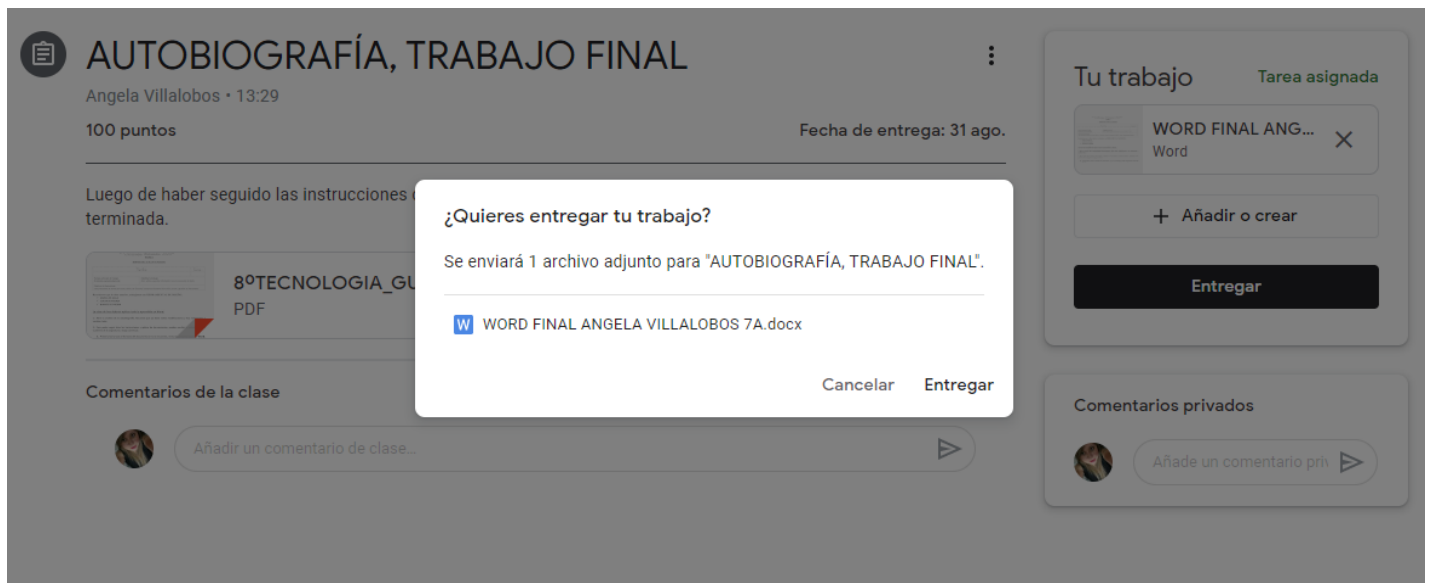 AUTOBIOGRAFÍA, TRABAJO FINAL
Angela Villalobos • 13:29
100 puntos
Fecha de entrega: 31 ago.
Luego de haber seguido las instrucciones
terminada.
8ºTECNOLOGIA_GU
PDF
Comentarios de la clase
Añadir un comentario de clase...
¿Quieres entregar tu trabajo?
Se enviará 1 archivo adjunto para "AUTOBIOGRAFÍA, TRABAJO FINAL".
W WORD FINAL ANGELA VILLALOBOS 7A.docx
Cancelar Entregar
Tu trabajo Tarea asignada
WORD FINAL ANG...
Word
+ Añadir o crear
Entregar
Comentarios privados
Añade un comentario pri